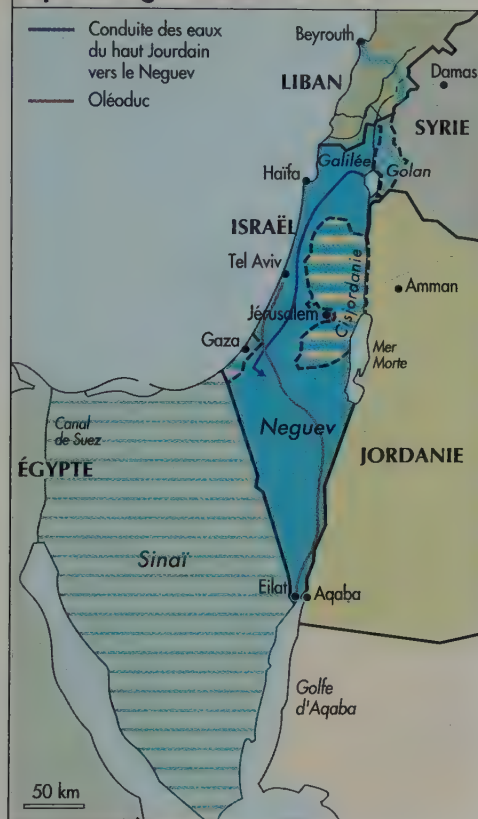 Conduite des eaux
du haut Jourdain
vers le Neguev
Oléoduc
Beyrouth
LIBAN
Damas
SYRIE
Galilée
Golan
Haïfa
ISRAËL
Tel Aviv
Cisjordanie
Amman
Jérusalem
Gaza
Mer
Morte
Neguev
Canal
de Suez
JORDANIE
ÉGYPTE
Sinaï
Eilat
Aqaba
Golfe
d'Aqaba
50 km